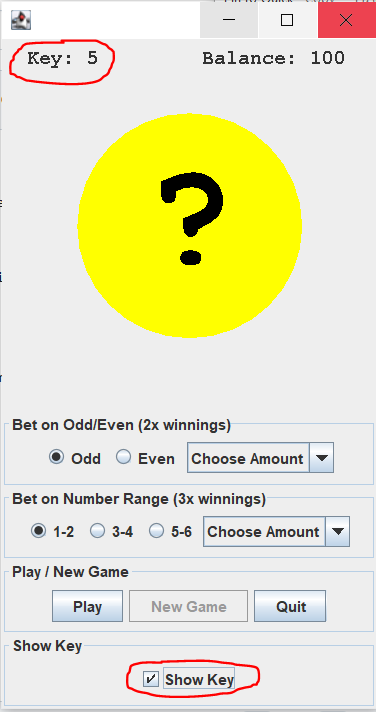 Key: 5 Balance: 100
?
Bet on Odd/Even (2x winnings)
Odd Even Choose Amount
Bet on Number Range (3x winnings)
1-2 3-4 5-6 Choose Amount
Play / New Game
Play New Game Quit
Show Key
Show Key